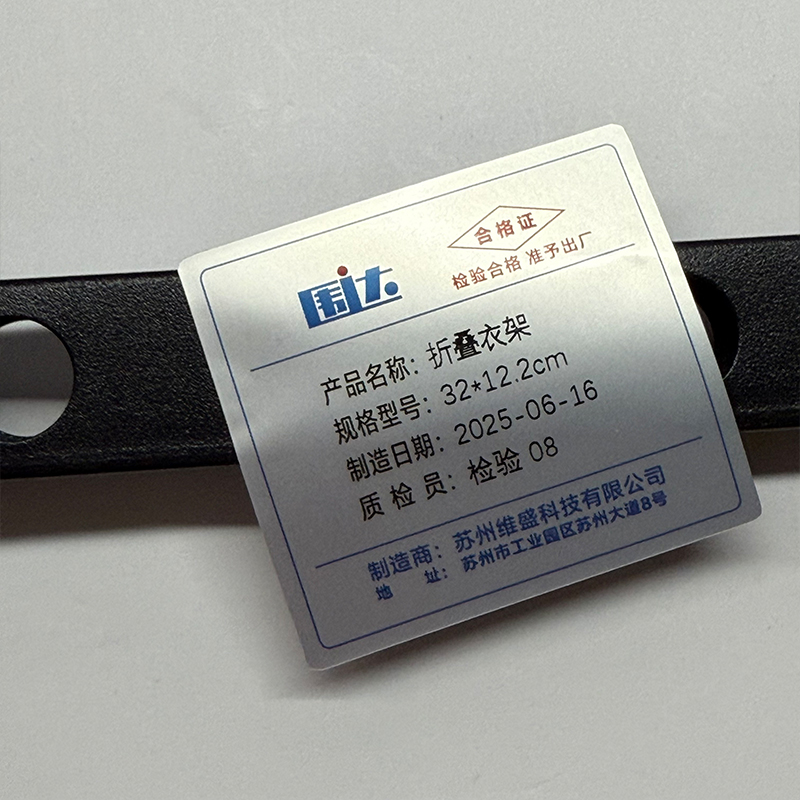 围达
合格证
检验合格 准予出厂
产品名称：折叠衣架
规格型号：32*12.2cm
制造日期：2025-06-16
质 检 员：检验 08
制造商：苏州维盛科技有限公司
地 址：苏州市工业园区苏州大道8号